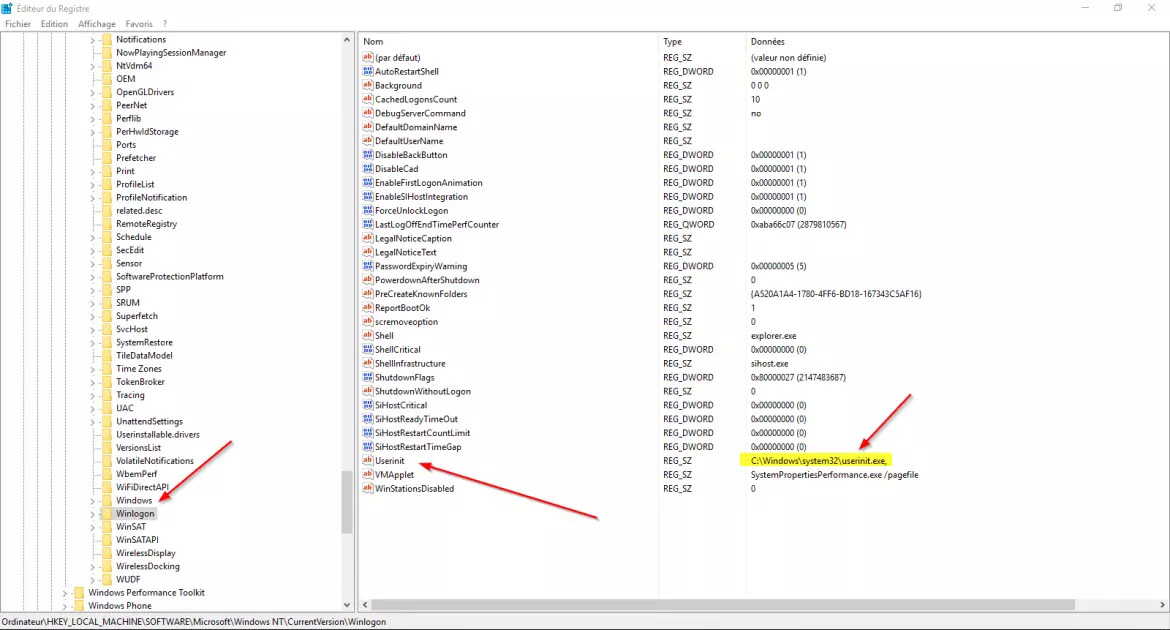 Éditeur du Registre
Fichier Edition Affichage Favoris ?
Notifications
NowPlayingSessionManager
NtVdm64
OEM
OpenGLDrivers
PeerNet
Perflib
PerHwIdStorage
Ports
Prefetcher
Print
ProfileList
ProfileNotification
related.desc
RemoteRegistry
Schedule
SecEdit
Sensor
SoftwareProtectionPlatform
SPP
SRUM
Superfetch
SvcHost
SystemRestore
TileDataModel
Time Zones
TokenBroker
Tracing
UAC
UnattendSettings
Userinstallable.drivers
VersionsList
VolatileNotifications
WbemPerf
WiFiDirectAPI
Windows
Winlogon
WinSAT
WinSATAPI
WirelessDisplay
WirelessDocking
WUDF
Windows Performance Toolkit
Windows Phone
Nom Type Données
(par défaut) REG_SZ (valeur non définie)
AutoRestartShell REG_DWORD 0x00000001 (1)
Background REG_SZ 0 0 0
CachedLogonsCount REG_SZ 10
DebugServerCommand REG_SZ no
DefaultDomainName REG_SZ
DefaultUserName REG_SZ
DisableBackButton REG_DWORD 0x00000001 (1)
DisableCad REG_DWORD 0x00000001 (1)
EnableFirstLogonAnimation REG_DWORD 0x00000001 (1)
EnableSIHostIntegration REG_DWORD 0x00000001 (1)
ForceUnlockLogon REG_DWORD 0x00000000 (0)
LastLogOffEndTimePerfCounter REG_QWORD 0xaba66c07 (2879810567)
LegalNoticeCaption REG_SZ
LegalNoticeText REG_SZ
PasswordExpiryWarning REG_DWORD 0x00000005 (5)
PowerdownAfterShutdown REG_SZ 0
PreCreateKnownFolders REG_SZ {A520A1A4-1780-4FF6-BD18-167343C5AF16}
ReportBootOk REG_SZ 1
scremoveoption REG_SZ 0
Shell REG_SZ explorer.exe
ShellCritical REG_DWORD 0x00000000 (0)
ShellInfrastructure REG_SZ sihost.exe
ShutdownFlags REG_DWORD 0x80000027 (2147483687)
ShutdownWithoutLogon REG_SZ 0
SiHostCritical REG_DWORD 0x00000000 (0)
SiHostReadyTimeOut REG_DWORD 0x00000000 (0)
SiHostRestartCountLimit REG_DWORD 0x00000000 (0)
SiHostRestartTimeGap REG_DWORD 0x00000000 (0)
Userinit REG_SZ C:\Windows\system32\userinit.exe,
VMApplet REG_SZ SystemPropertiesPerformance.exe /pagefile
WinStationsDisabled REG_SZ 0
Ordinateur\HKEY_LOCAL_MACHINE\SOFTWARE\Microsoft\Windows NT\CurrentVersion\Winlogon